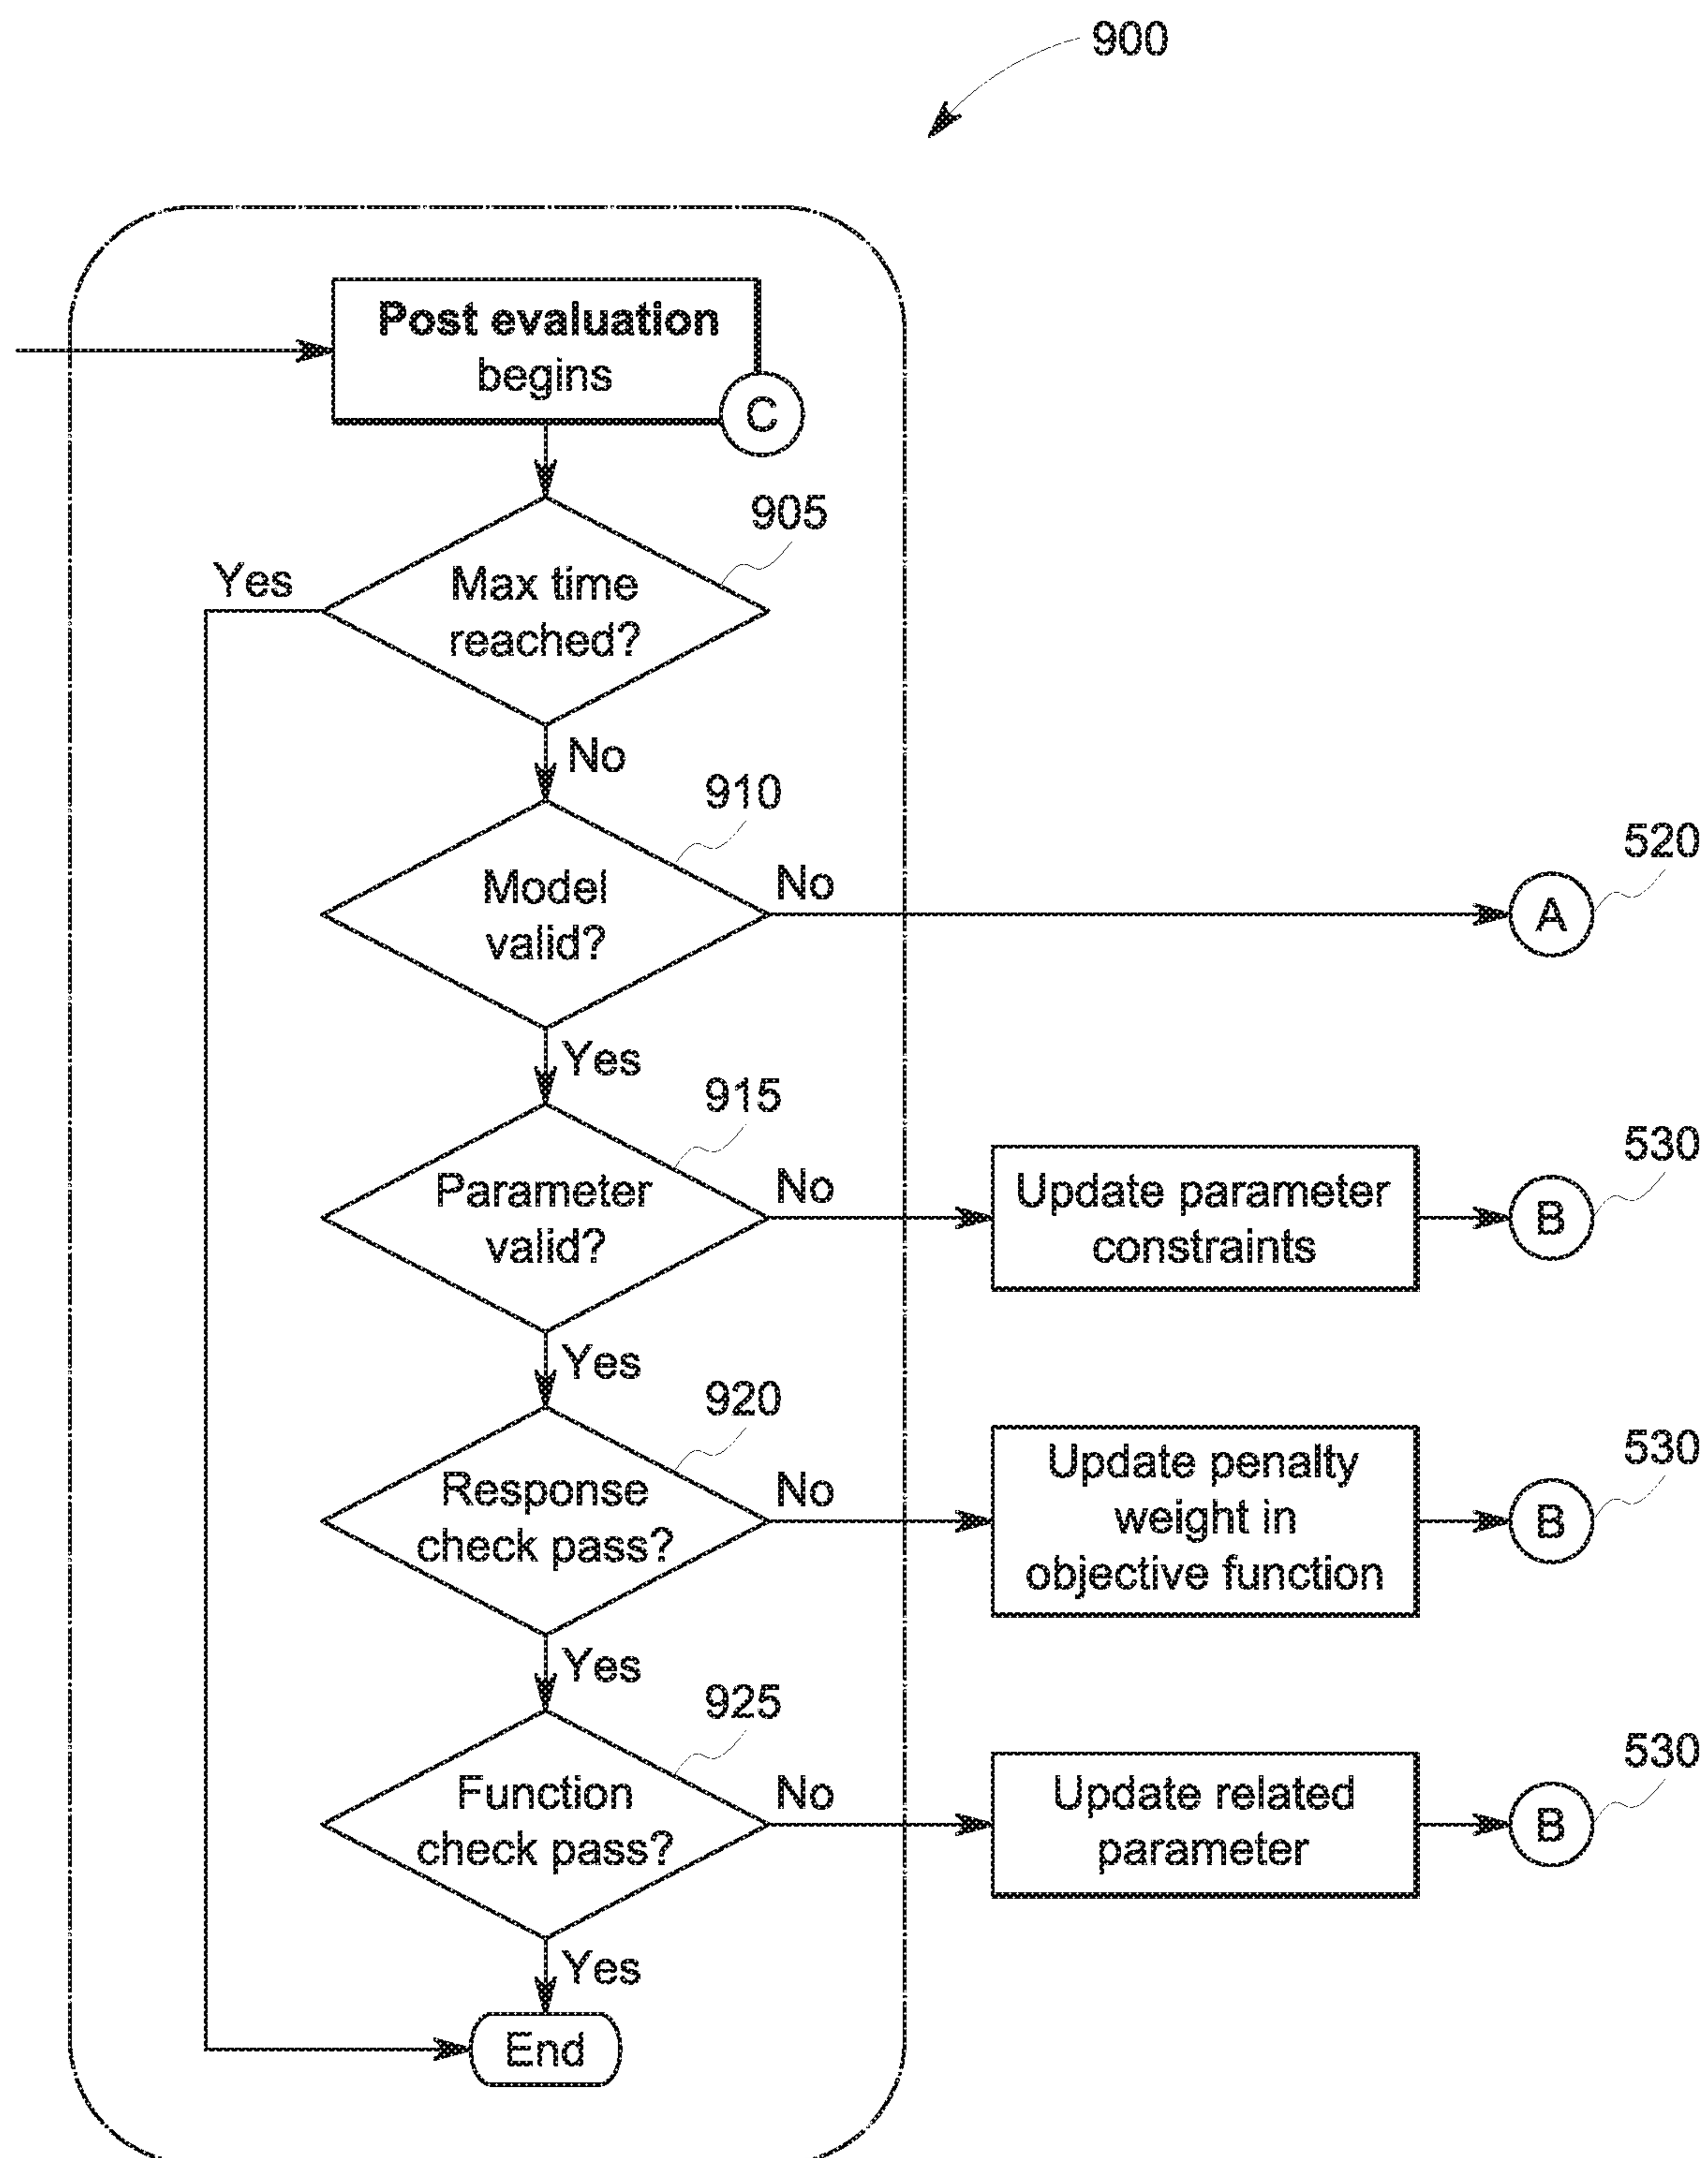 900
Post evaluation
begins
C
905
Yes
Max time
reached?
No
910
Model
valid?
No
520
A
Yes
915
Parameter
valid?
No
Update parameter
constraints
530
B
Yes
920
Response
check pass?
No
Update penalty
weight in
objective function
530
B
Yes
925
Function
check pass?
No
Update related
parameter
530
B
Yes
End